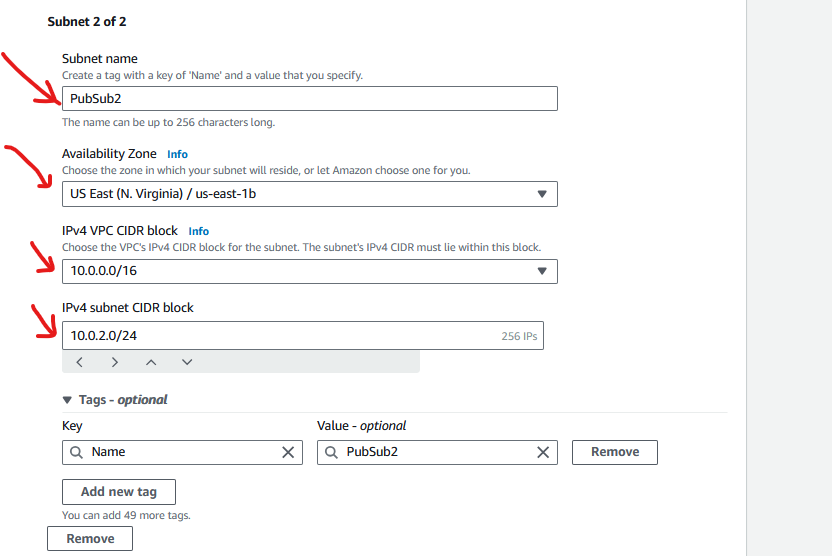 Subnet 2 of 2
Subnet name
Create a tag with a key of 'Name' and a value that you specify.
PubSub2
The name can be up to 256 characters long.
Availability Zone Info
Choose the zone in which your subnet will reside, or let Amazon choose one for you.
US East (N. Virginia) / us-east-1b
IPv4 VPC CIDR block Info
Choose the VPC's IPv4 CIDR block for the subnet. The subnet's IPv4 CIDR must lie within this block.
10.0.0.0/16
IPv4 subnet CIDR block
10.0.2.0/24 256 IPs
Tags - optional
Key Value - optional
Name PubSub2 Remove
Add new tag
You can add 49 more tags.
Remove